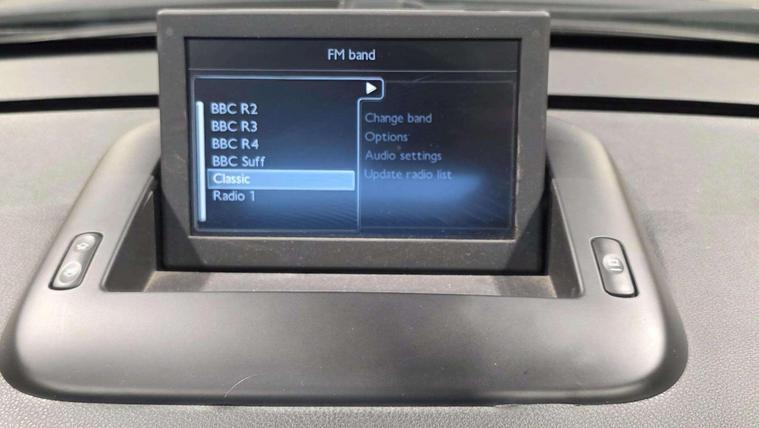 FM band
BBC R2
BBC R3
BBC R4
BBC Suff
Classic
Radio 1
Change band
Options
Audio settings
Update radio list